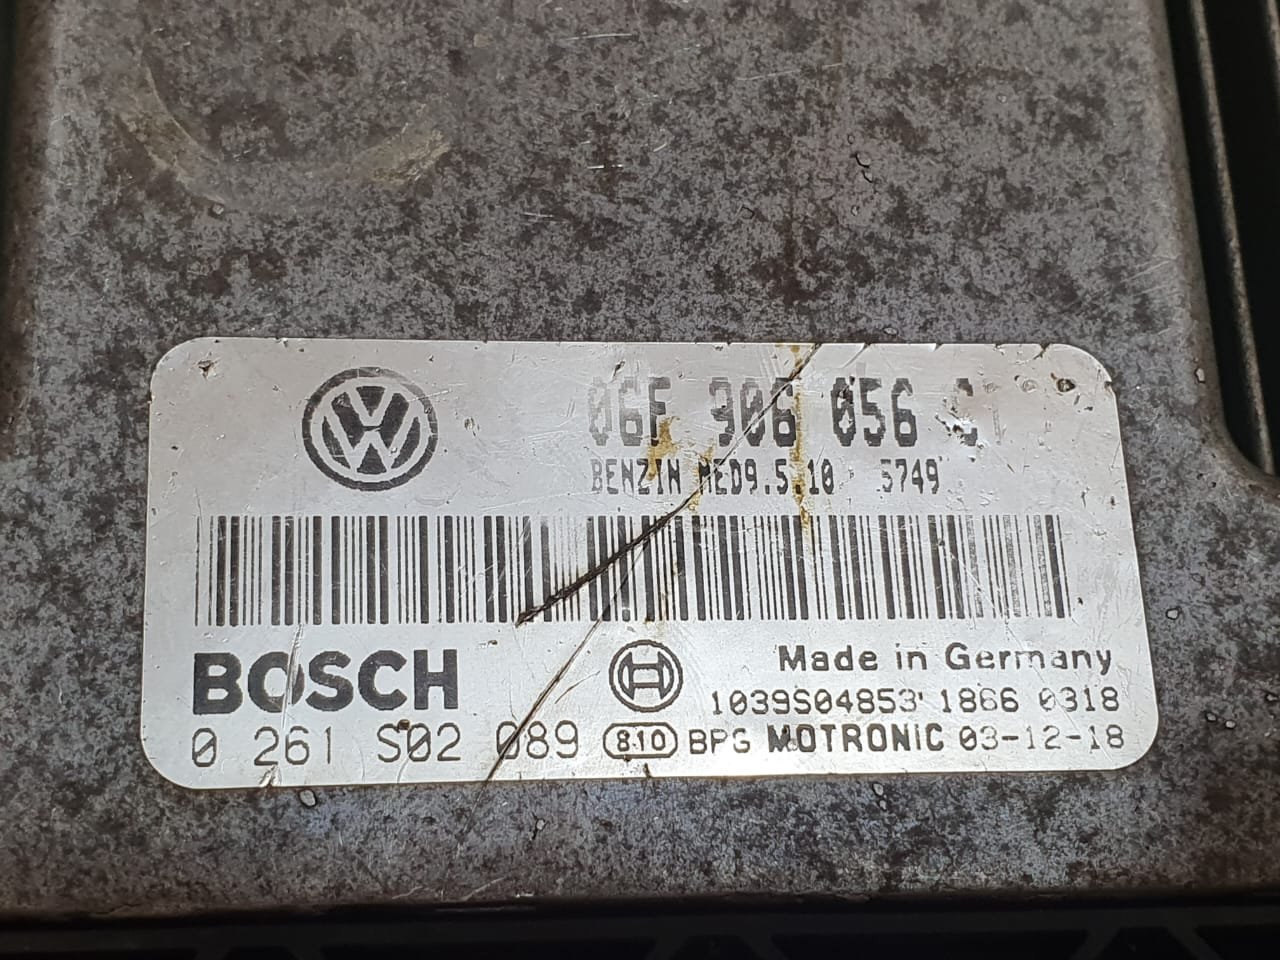 06F 906 056
BENZIN MED9.5.10 5749
BOSCH
Made in Germany
1039S04853 1866 0318
0 261 S02 089 810 BPG MOTRONIC 03-12-18